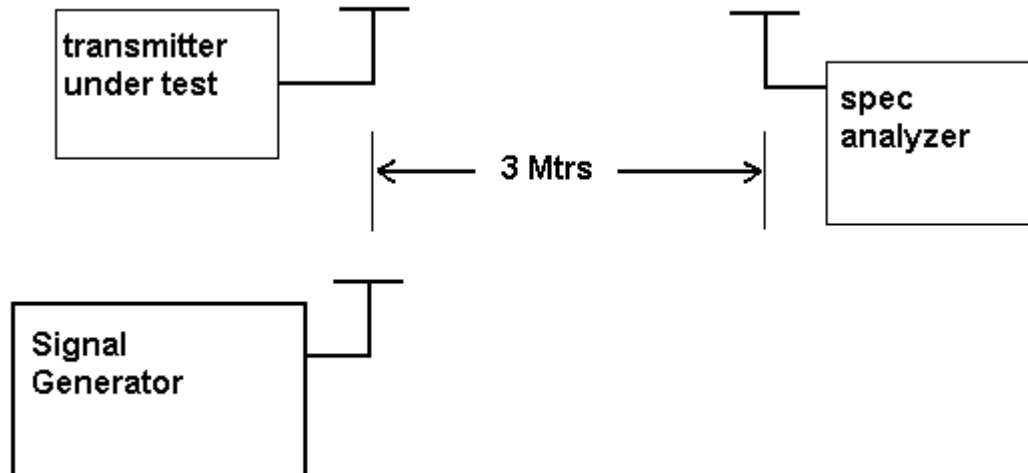 transmitter
under test
spec
analyzer
3 Mtrs
Signal
Generator